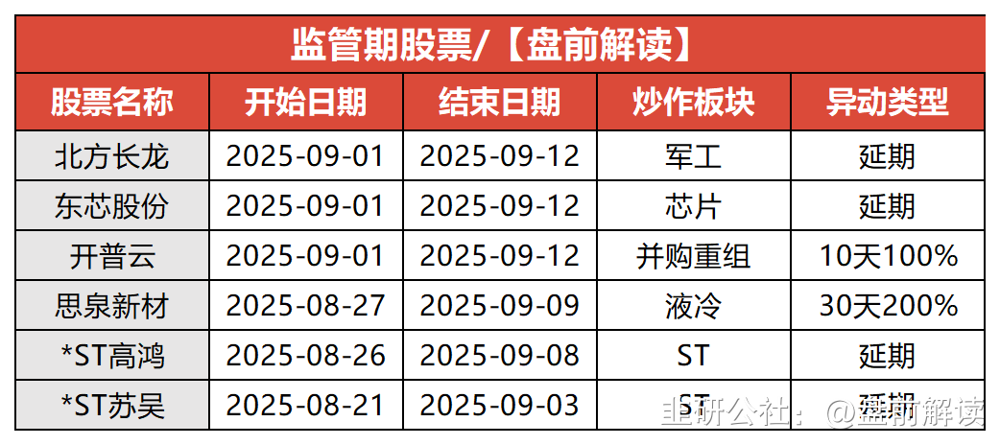 监管期股票/【盘前解读】
股票名称 开始日期 结束日期 炒作板块 异动类型
北方长龙 2025-09-01 2025-09-12 军工 延期
东芯股份 2025-09-01 2025-09-12 芯片 延期
开普云 2025-09-01 2025-09-12 并购重组 10天100%
思泉新材 2025-08-27 2025-09-09 液冷 30天200%
*ST高鸿 2025-08-26 2025-09-08 ST 延期
*ST苏吴 2025-08-21 2025-09-03 ST 延期
韭研公社：@盘前解读